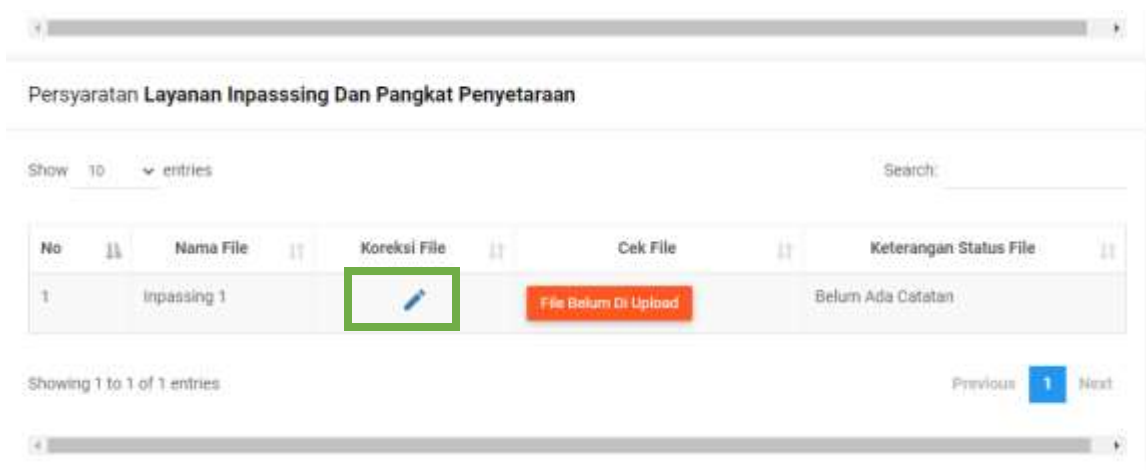 Persyaratan Layanan Inpasssing Dan Pangkat Penyetaraan
Show 10 entries Search:
No Nama File Koreksi File Cek File Keterangan Status File
1 Inpassing 1 File Belum Di Upload Belum Ada Catatan
Showing 1 to 1 of 1 entries Previous 1 Next